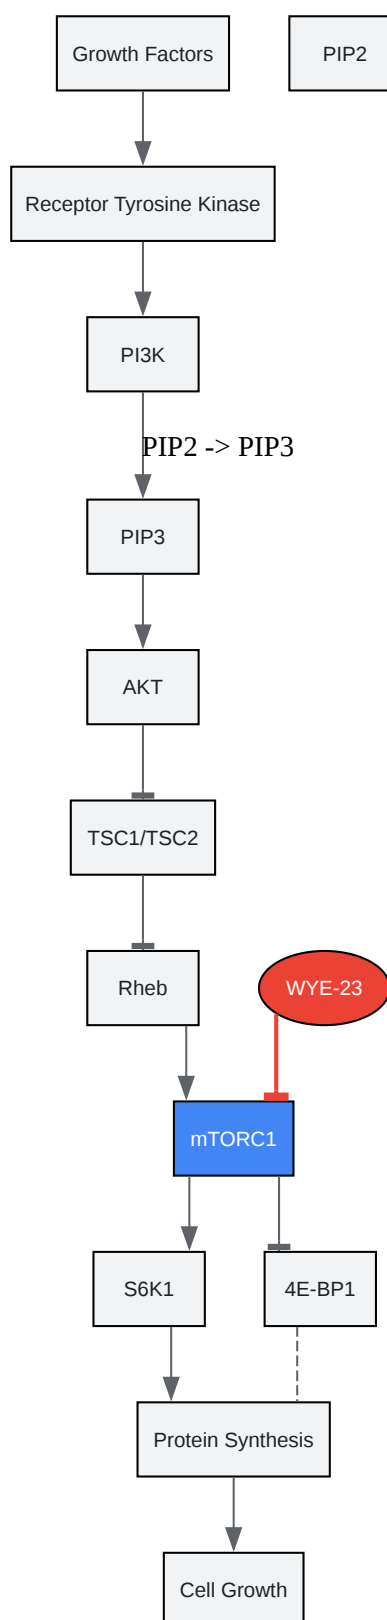 Growth Factors
PIP2
Receptor Tyrosine Kinase
PI3K
PIP2 -> PIP3
PIP3
AKT
TSC1/TSC2
Rheb
WYE-23
mTORC1
S6K1
4E-BP1
Protein Synthesis
Cell Growth